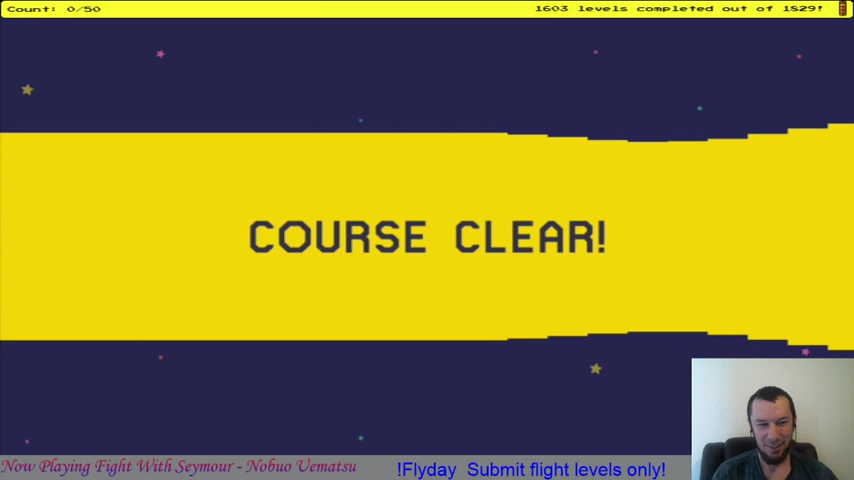 Count: 0/50
1603 levels completed out of 1829!
COURSE CLEAR!
Now Playing Fight With Seymour - Nobuo Uematsu
!Flyday Submit flight levels only!